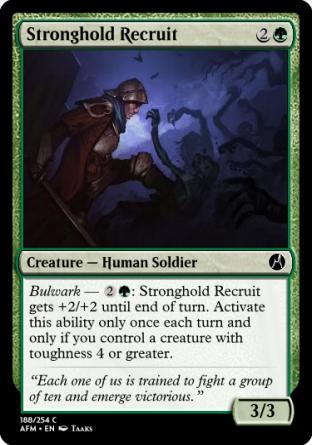 Stronghold Recruit 2
Creature — Human Soldier
Bulwark — 2 : Stronghold Recruit
gets +2/+2 until end of turn. Activate
this ability only once each turn and
only if you control a creature with
toughness 4 or greater.
"Each one of us is trained to fight a group
of ten and emerge victorious."
3/3
188/254 C
AFM • EN Taaks